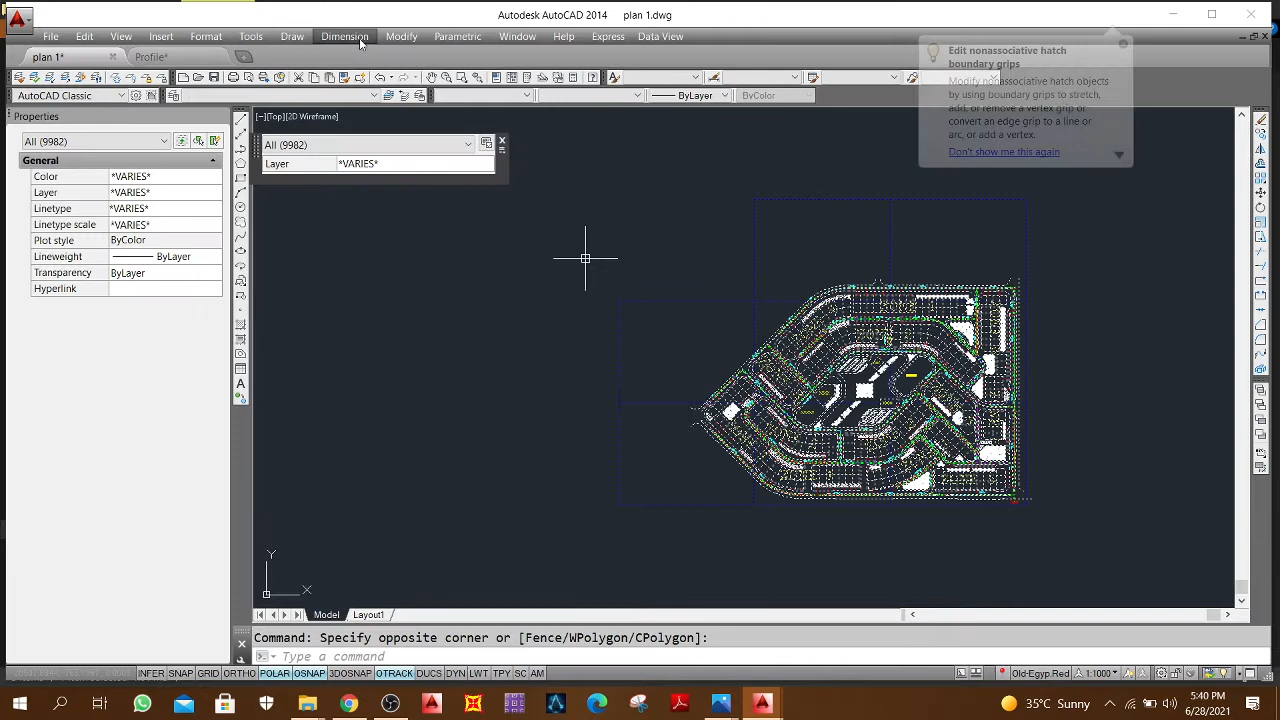 Autodesk AutoCAD 2014 plan 1.dwg
File Edit View Insert Format Tools Draw Dimension Modify Parametric Window Help Express Data View
plan 1* Profile*
AutoCAD Classic ByLayer ByColor
Properties
All (9982)
General
Color *VARIES*
Layer *VARIES*
Linetype *VARIES*
Linetype scale *VARIES*
Plot style ByColor
Lineweight ByLayer
Transparency ByLayer
Hyperlink
[−][Top][2D Wireframe]
All (9982)
Layer *VARIES*
Edit nonassociative hatch
boundary grips
Modify nonassociative hatch objects
by using boundary grips to stretch,
add, or remove a vertex grip or
convert an edge grip to a line or
arc, or add a vertex.
Don't show me this again
Y
X
Model Layout1
Command: Specify opposite corner or [Fence/WPolygon/CPolygon]:
Type a command
INFER SNAP GRID ORTHO POLAR OSNAP 3DOSNAP OTRACK DUCS DYN LWT TPY SC AM
Old-Egyp Red 1:1000
35°C Sunny
5:40 PM
6/28/2021